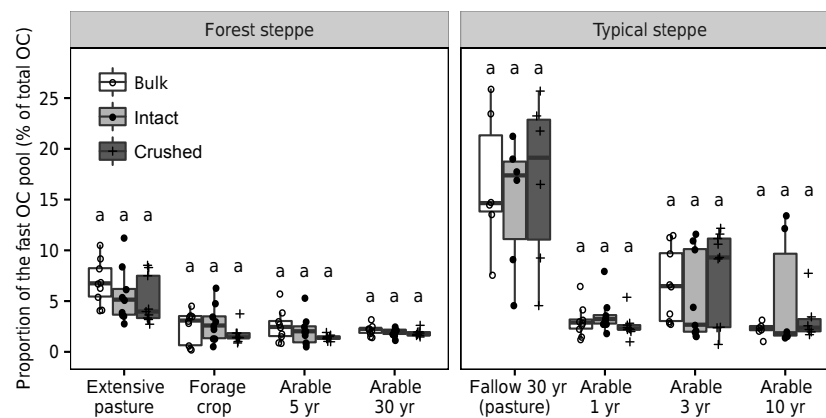 Forest steppe
Typical steppe
Proportion of the fast OC pool (% of total OC)
25
20
15
10
5
0
Bulk
Intact
Crushed
a a a
a a a
a a a
a a a
a a a
a a a
a a a
a a a
Extensive
pasture
Forage
crop
Arable
5 yr
Arable
30 yr
Fallow 30 yr
(pasture)
Arable
1 yr
Arable
3 yr
Arable
10 yr